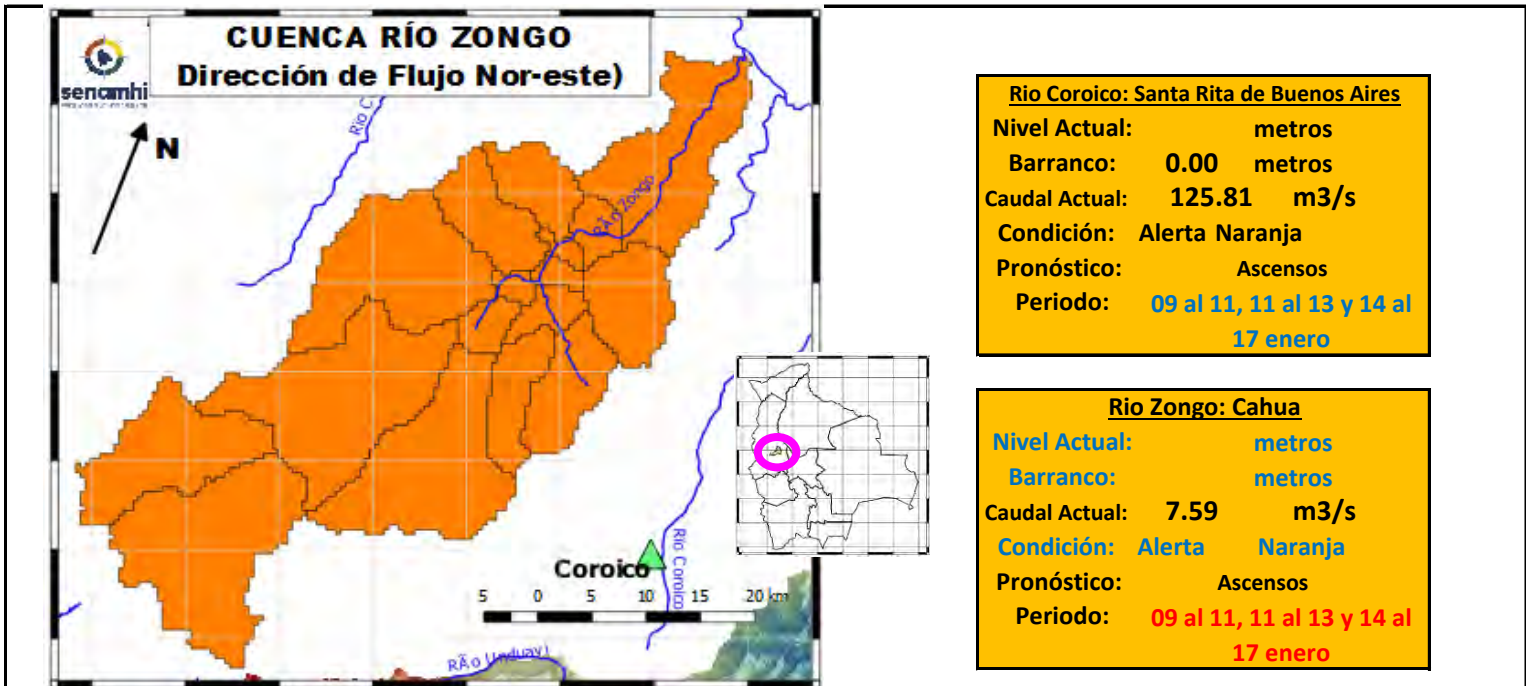 CUENCA RÍO ZONGO
Dirección de Flujo Nor-este)
senamhi
N
Río C
RÃo Zongo
Coroico
Río Coroico
5 0 5 10 15 20 km
RÃo Unduavi
Rio Coroico: Santa Rita de Buenos Aires
Nivel Actual: metros
Barranco: 0.00 metros
Caudal Actual: 125.81 m3/s
Condición: Alerta Naranja
Pronóstico: Ascensos
Periodo: 09 al 11, 11 al 13 y 14 al
17 enero
Rio Zongo: Cahua
Nivel Actual: metros
Barranco: metros
Caudal Actual: 7.59 m3/s
Condición: Alerta Naranja
Pronóstico: Ascensos
Periodo: 09 al 11, 11 al 13 y 14 al
17 enero